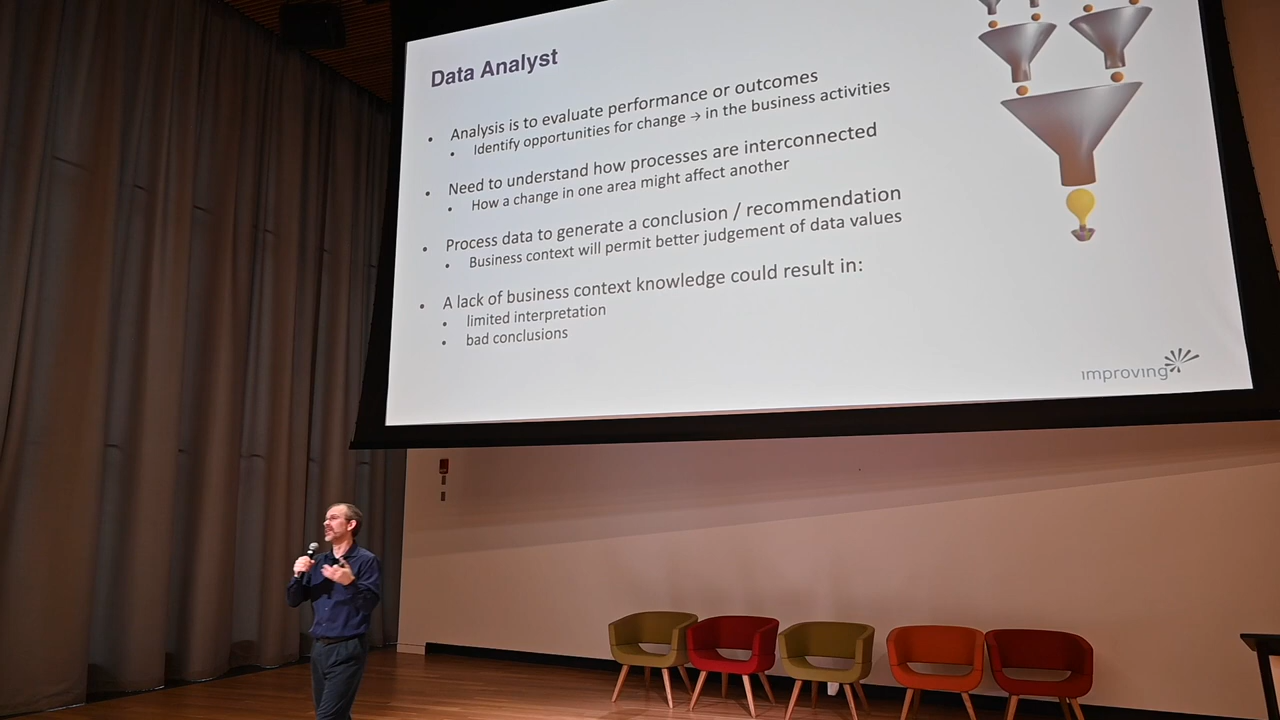 Data Analyst
Analysis is to evaluate performance or outcomes
Identify opportunities for change → in the business activities
Need to understand how processes are interconnected
How a change in one area might affect another
Process data to generate a conclusion / recommendation
Business context will permit better judgement of data values
A lack of business context knowledge could result in:
limited interpretation
bad conclusions
improving